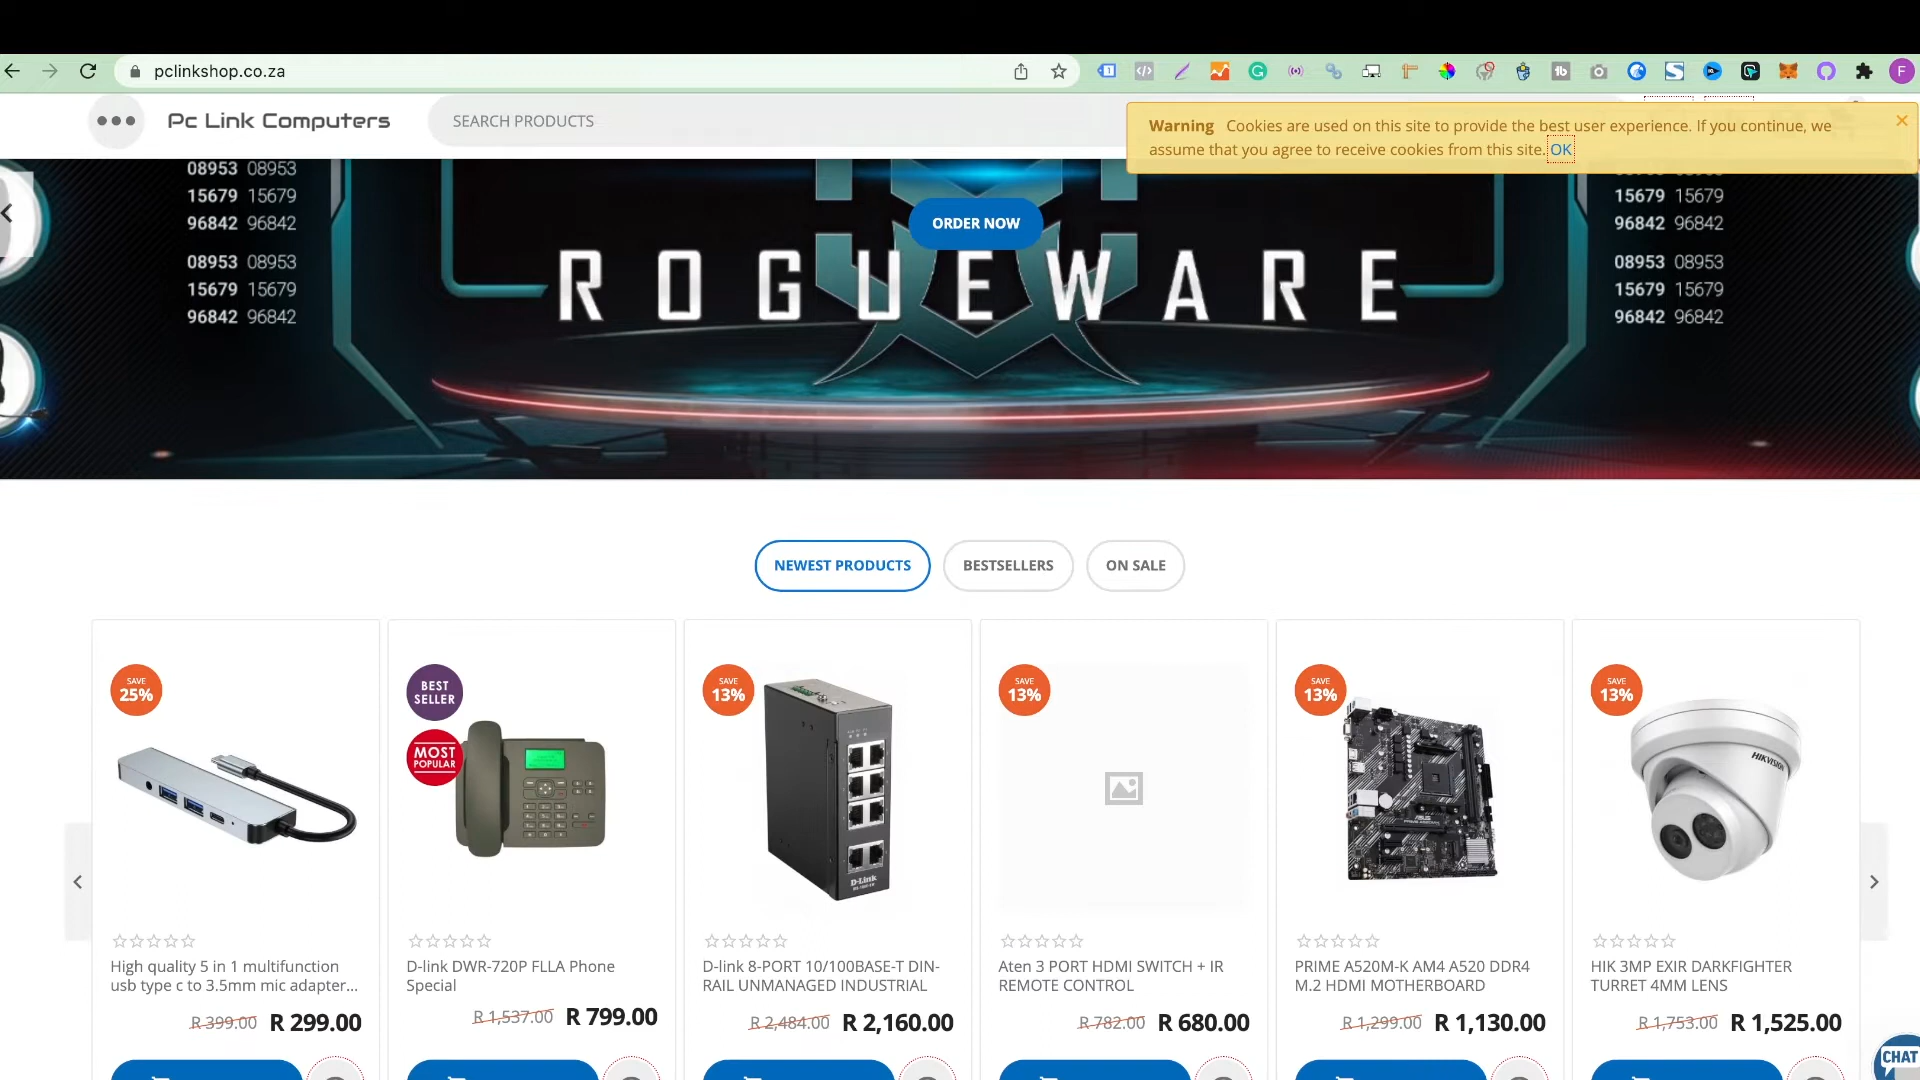 pclinkshop.co.za
Pc Link Computers
SEARCH PRODUCTS
Warning Cookies are used on this site to provide the best user experience. If you continue, we
assume that you agree to receive cookies from this site. OK
08953 08953
15679 15679
96842 96842
08953 08953
15679 15679
96842 96842
ORDER NOW
ROGUEWARE
15679 15679
96842 96842
08953 08953
15679 15679
96842 96842
NEWEST PRODUCTS
BESTSELLERS
ON SALE
SAVE
25%
High quality 5 in 1 multifunction
usb type c to 3.5mm mic adapter...
R 399.00 R 299.00
BEST
SELLER
MOST
POPULAR
D-link DWR-720P FLLA Phone
Special
R 1,537.00 R 799.00
SAVE
13%
D-Link
D-link 8-PORT 10/100BASE-T DIN-
RAIL UNMANAGED INDUSTRIAL
R 2,484.00 R 2,160.00
SAVE
13%
Aten 3 PORT HDMI SWITCH + IR
REMOTE CONTROL
R 782.00 R 680.00
SAVE
13%
PRIME A520M-K AM4 A520 DDR4
M.2 HDMI MOTHERBOARD
R 1,299.00 R 1,130.00
SAVE
13%
HIKVISION
HIK 3MP EXIR DARKFIGHTER
TURRET 4MM LENS
R 1,753.00 R 1,525.00
CHAT